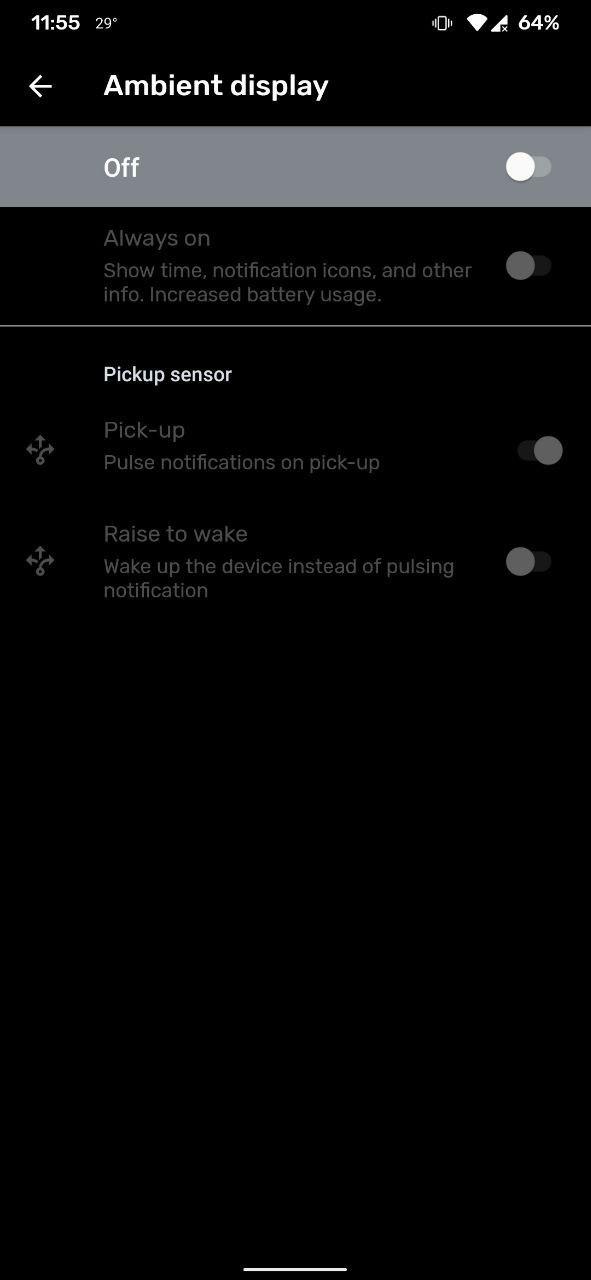 11:55 29° 64%
Ambient display
Off
Always on
Show time, notification icons, and other
info. Increased battery usage.
Pickup sensor
Pick-up
Pulse notifications on pick-up
Raise to wake
Wake up the device instead of pulsing
notification